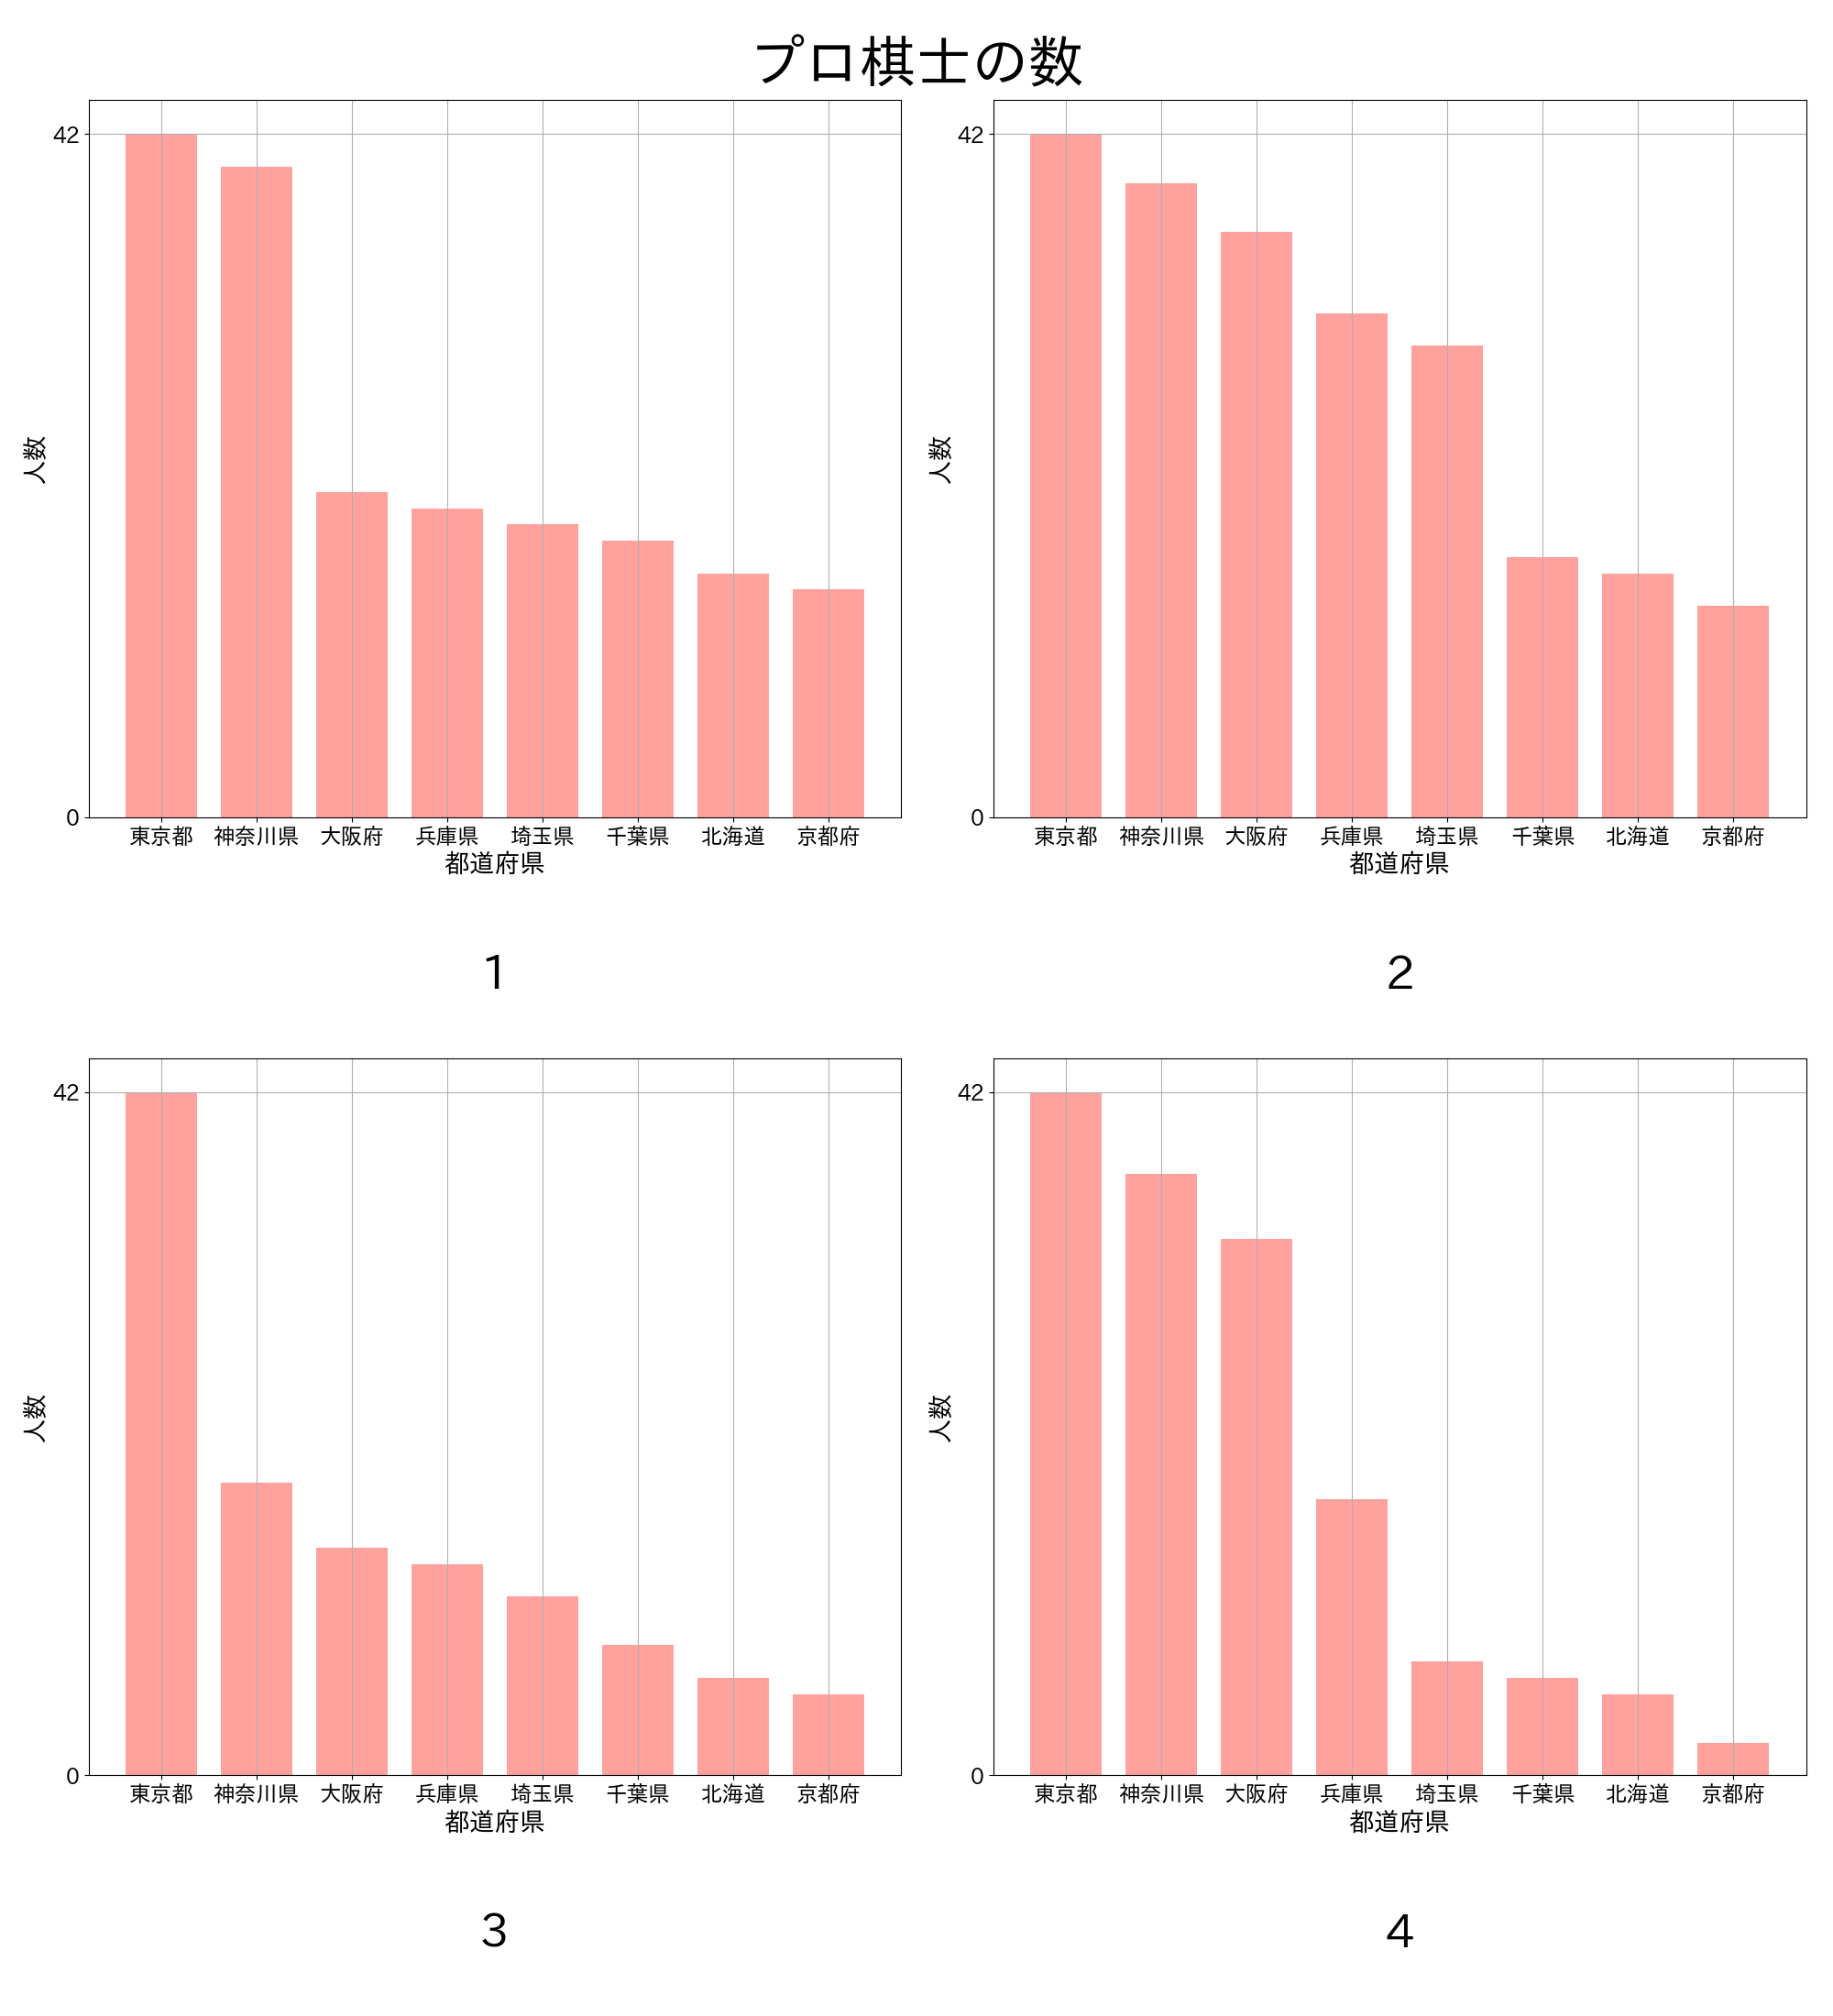 プロ棋士の数
42
0
人数
東京都 神奈川県 大阪府 兵庫県 埼玉県 千葉県 北海道 京都府
都道府県
1
42
0
人数
東京都 神奈川県 大阪府 兵庫県 埼玉県 千葉県 北海道 京都府
都道府県
2
42
0
人数
東京都 神奈川県 大阪府 兵庫県 埼玉県 千葉県 北海道 京都府
都道府県
3
42
0
人数
東京都 神奈川県 大阪府 兵庫県 埼玉県 千葉県 北海道 京都府
都道府県
4